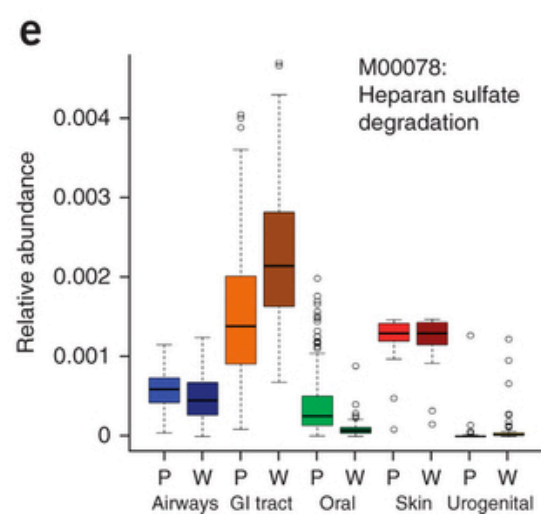 e
M00078:
Heparan sulfate
degradation
Relative abundance
0.004
0.003
0.002
0.001
0
P W P W P W P W P W
Airways GI tract Oral Skin Urogenital